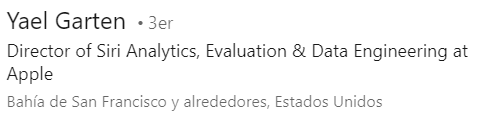 Yael Garten • 3er
Director of Siri Analytics, Evaluation & Data Engineering at
Apple
Bahía de San Francisco y alrededores, Estados Unidos